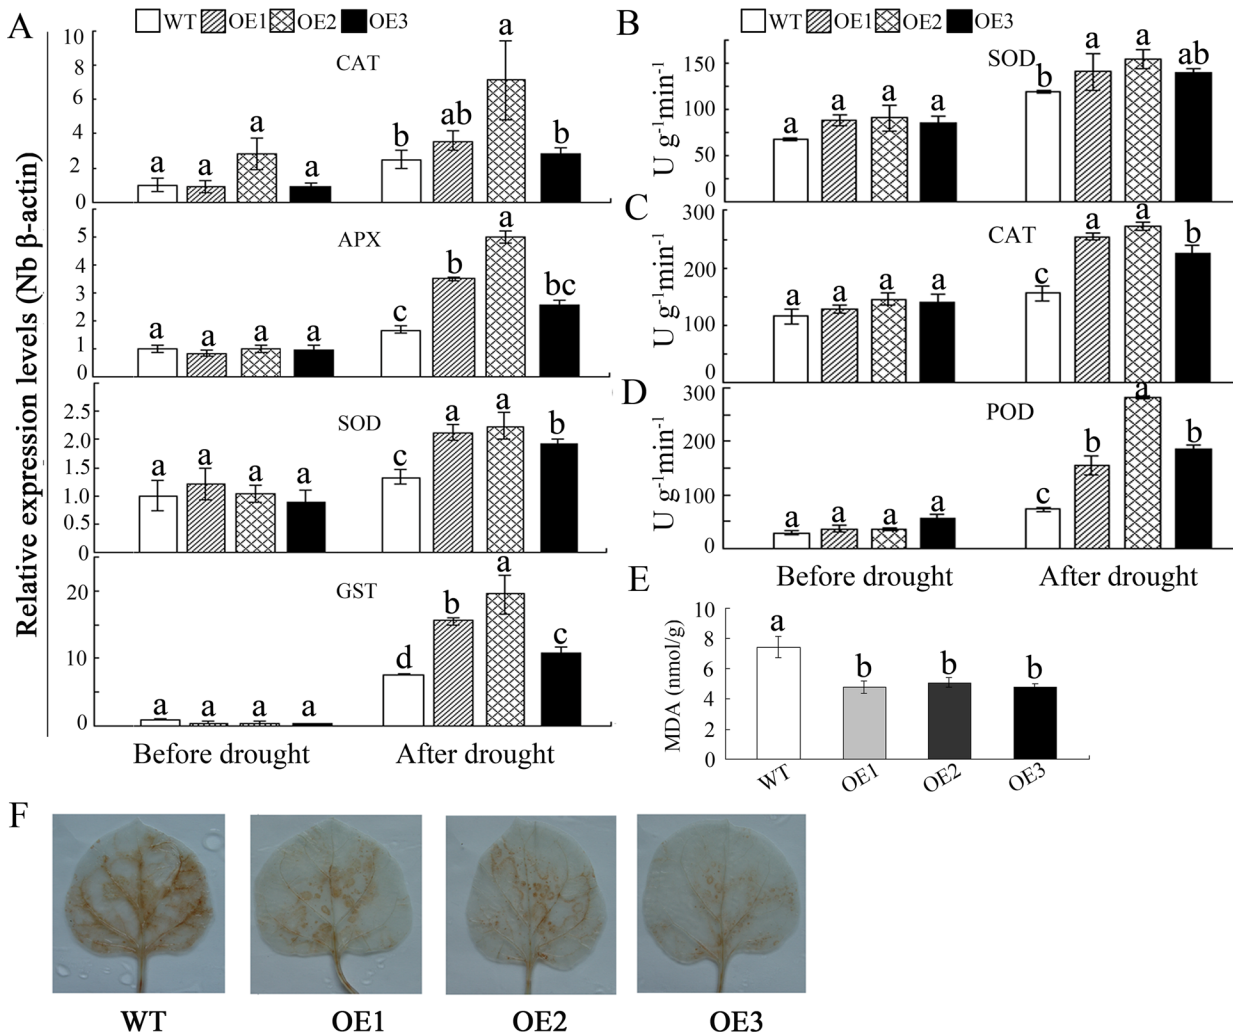 A
WT OE1 OE2 OE3
Relative expression levels (Nb β-actin)
10
8
6
4
2
0
CAT
a a a a b ab a b
5
4
3
2
1
0
APX
a a a a c b a bc
2.5
2.0
1.5
1.0
0.5
0
SOD
a a a a c a a b
20
10
0
GST
a a a a d b a c
Before drought After drought
B
WT OE1 OE2 OE3
U g-1min-1
150
100
50
0
SOD
a a a a b a a ab
C
U g-1min-1
300
200
100
0
CAT
a a a a c a a b
D
U g-1min-1
300
200
100
0
POD
a a a a c b a b
Before drought After drought
E
MDA (nmol/g)
10
8
6
4
2
0
a b b b
WT OE1 OE2 OE3
F
WT OE1 OE2 OE3